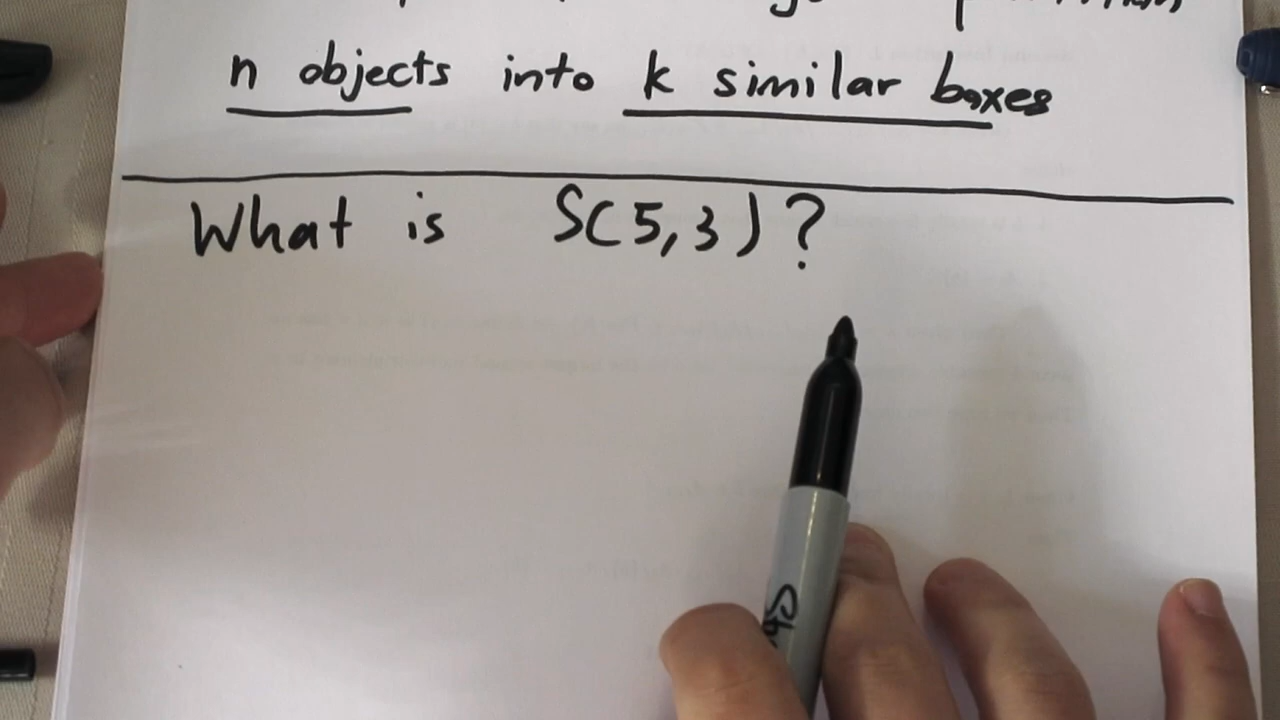 n objects into k similar boxes
What is S(5,3)?